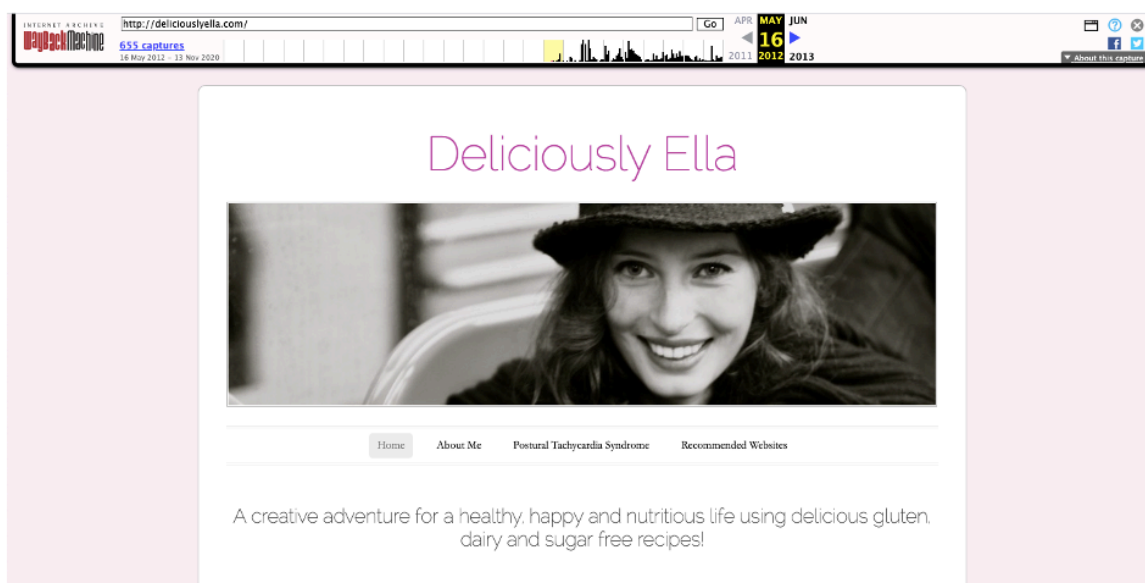 INTERNET ARCHIVE
WayBackMachine
http://deliciouslyella.com/
Go
655 captures
16 May 2012 – 13 Nov 2020
APR MAY JUN
16
2011 2012 2013
▼ About this capture
Deliciously Ella
Home About Me Postural Tachycardia Syndrome Recommended Websites
A creative adventure for a healthy, happy and nutritious life using delicious gluten,
dairy and sugar free recipes!